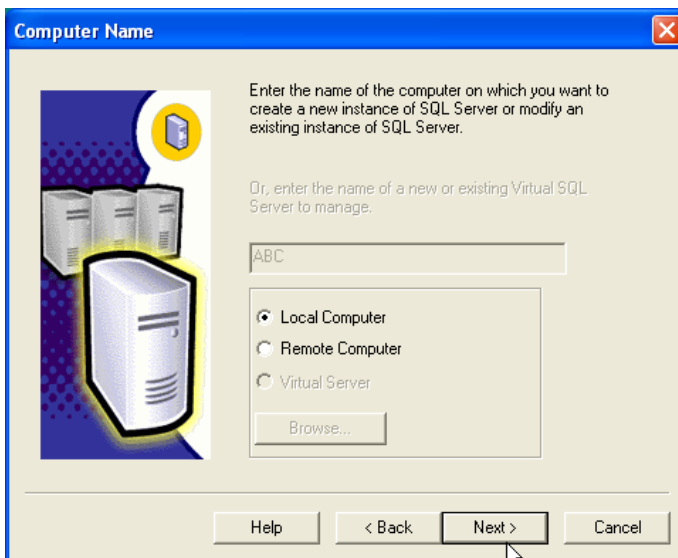 Computer Name
Enter the name of the computer on which you want to
create a new instance of SQL Server or modify an
existing instance of SQL Server.
Or, enter the name of a new or existing Virtual SQL
Server to manage.
ABC
Local Computer
Remote Computer
Virtual Server
Browse...
Help
< Back
Next >
Cancel